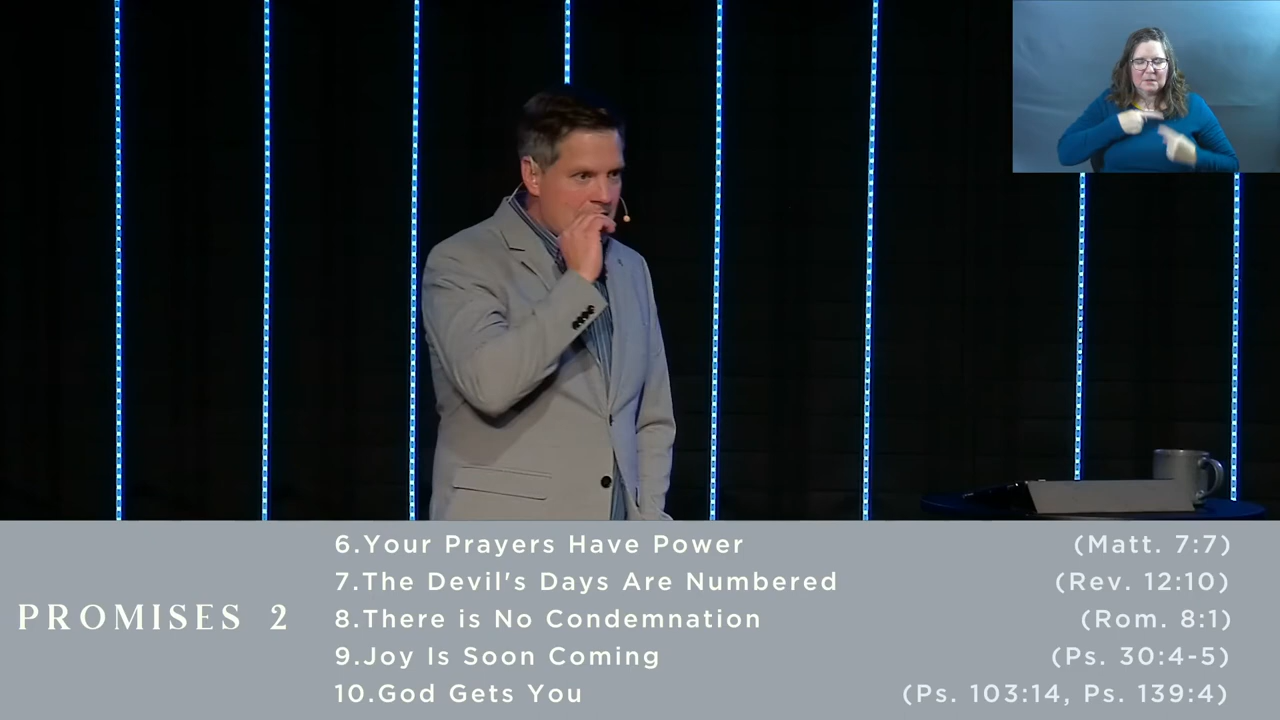 PROMISES 2
6.Your Prayers Have Power (Matt. 7:7)
7.The Devil's Days Are Numbered (Rev. 12:10)
8.There is No Condemnation (Rom. 8:1)
9.Joy Is Soon Coming (Ps. 30:4-5)
10.God Gets You (Ps. 103:14, Ps. 139:4)